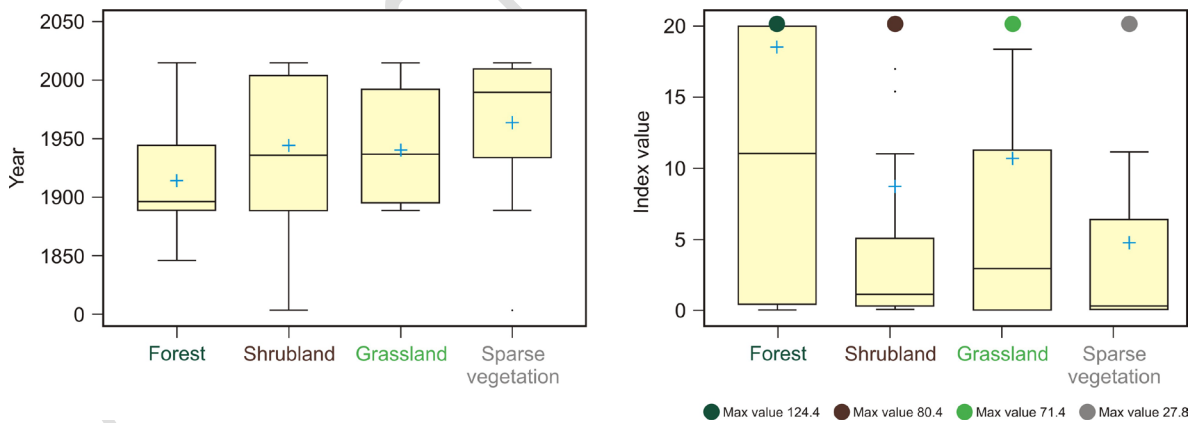 Year
2050
2000
1950
1900
1850
0
Forest
Shrubland
Grassland
Sparse
vegetation
Index value
20
15
10
5
0
Forest
Shrubland
Grassland
Sparse
vegetation
Max value 124.4
Max value 80.4
Max value 71.4
Max value 27.8